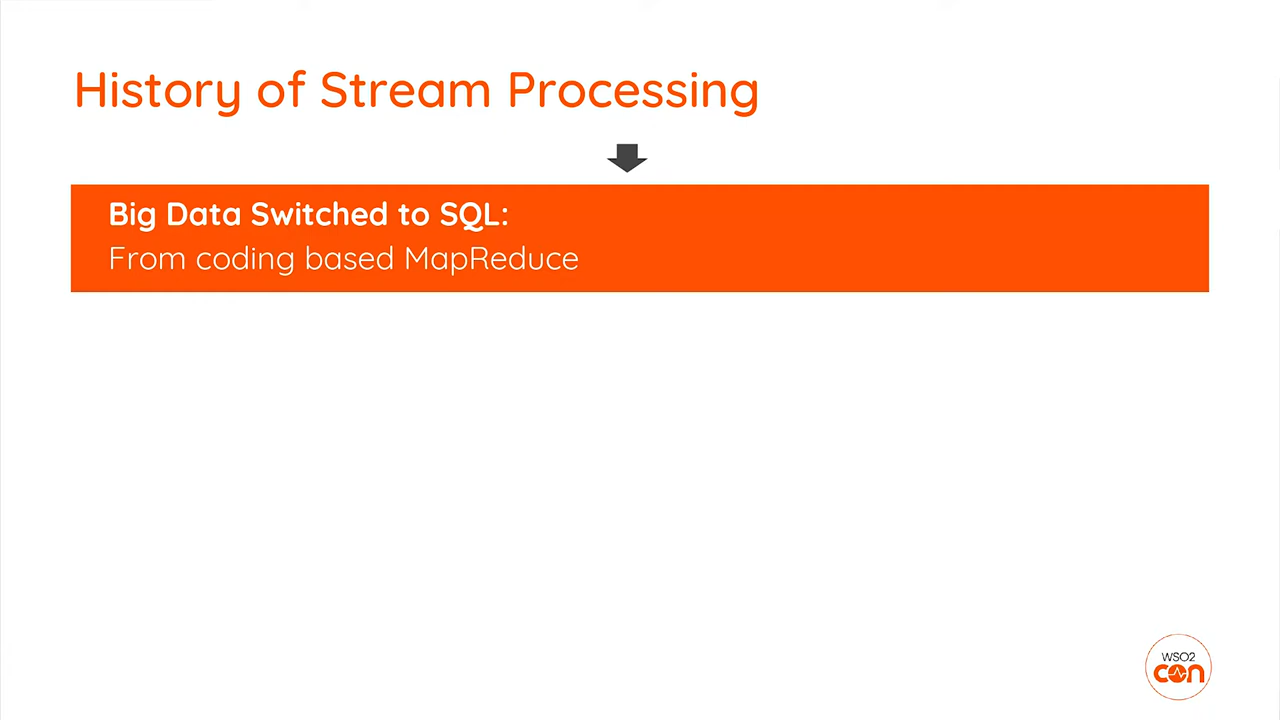 History of Stream Processing
Big Data Switched to SQL:
From coding based MapReduce
WSO2
con